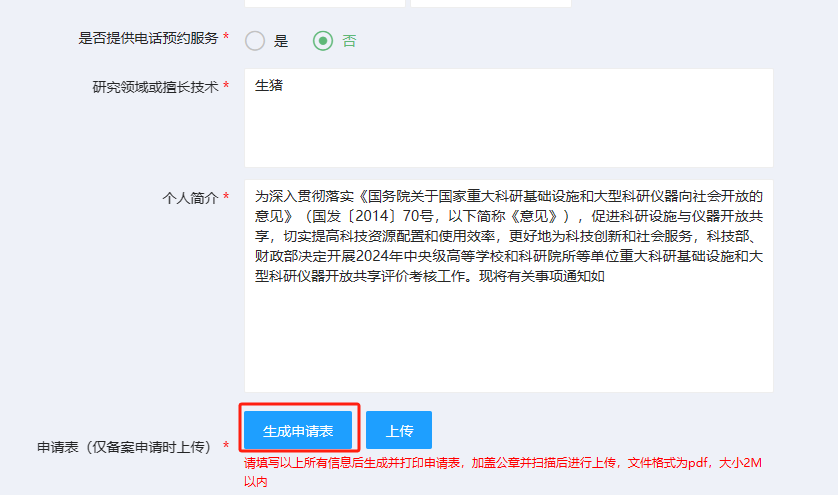 是否提供电话预约服务 * 是 否
研究领域或擅长技术 * 生猪
个人简介 * 为深入贯彻落实《国务院关于国家重大科研基础设施和大型科研仪器向社会开放的
意见》（国发〔2014〕70号，以下简称《意见》），促进科研设施与仪器开放共
享，切实提高科技资源配置和使用效率，更好地为科技创新和社会服务，科技部、
财政部决定开展2024年中央级高等学校和科研院所等单位重大科研基础设施和大
型科研仪器开放共享评价考核工作。现将有关事项通知如
申请表（仅备案申请时上传） * 生成申请表 上传
请填写以上所有信息后生成并打印申请表，加盖公章并扫描后进行上传，文件格式为pdf，大小2M
以内